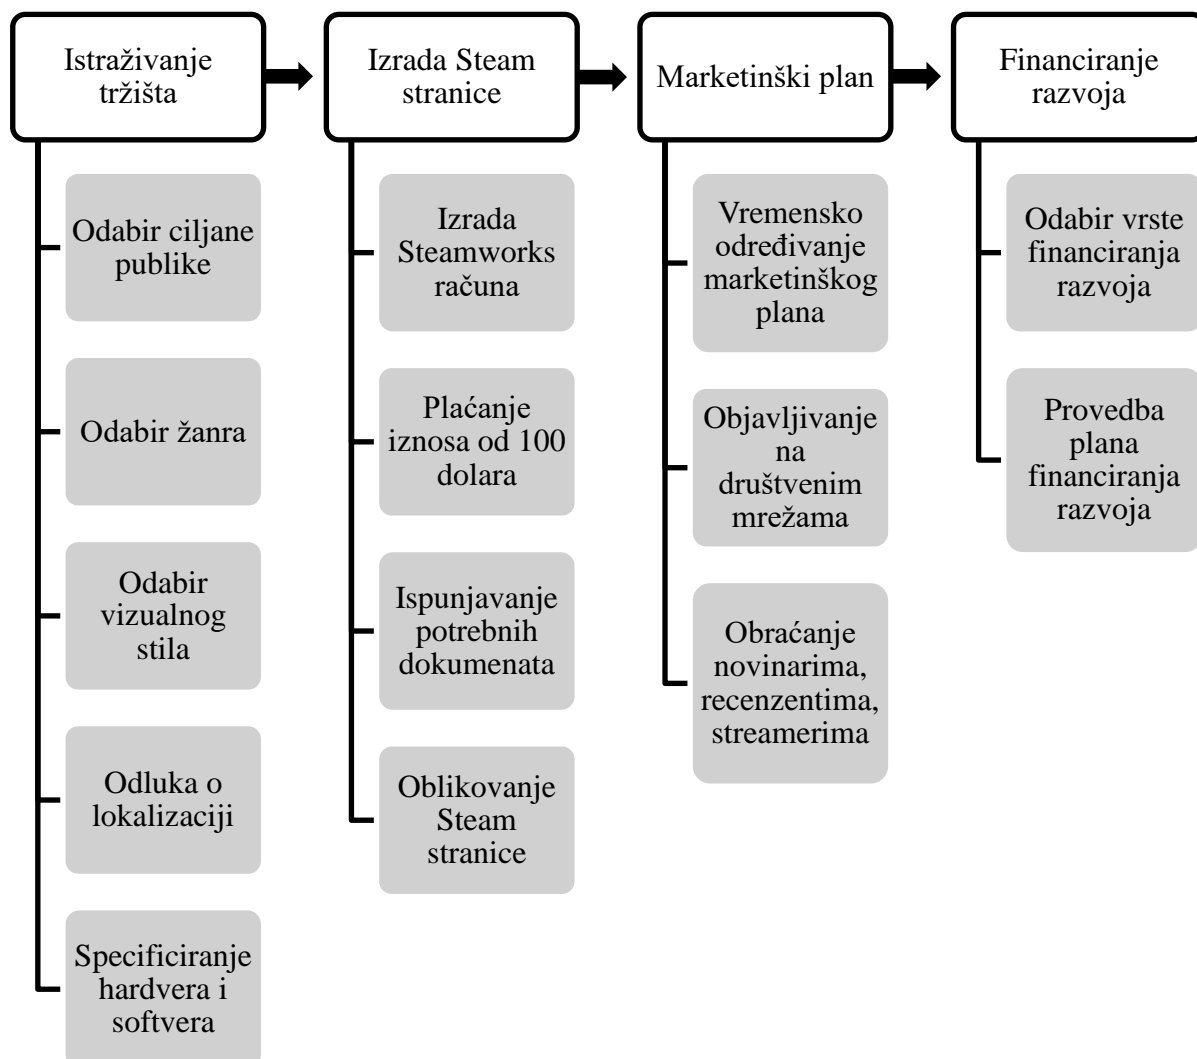 Istraživanje
tržišta
Izrada Steam
stranice
Marketinški plan
Financiranje
razvoja
Odabir ciljane
publike
Odabir žanra
Odabir
vizualnog
stila
Odluka o
lokalizaciji
Specificiranje
hardvera i
softvera
Izrada
Steamworks
računa
Plaćanje
iznosa od 100
dolara
Ispunjavanje
potrebnih
dokumenata
Oblikovanje
Steam
stranice
Vremensko
određivanje
marketinškog
plana
Objavljivanje
na
društvenim
mrežama
Obraćanje
novinarima,
recenzentima,
streamerima
Odabir vrste
financiranja
razvoja
Provedba
plana
financiranja
razvoja